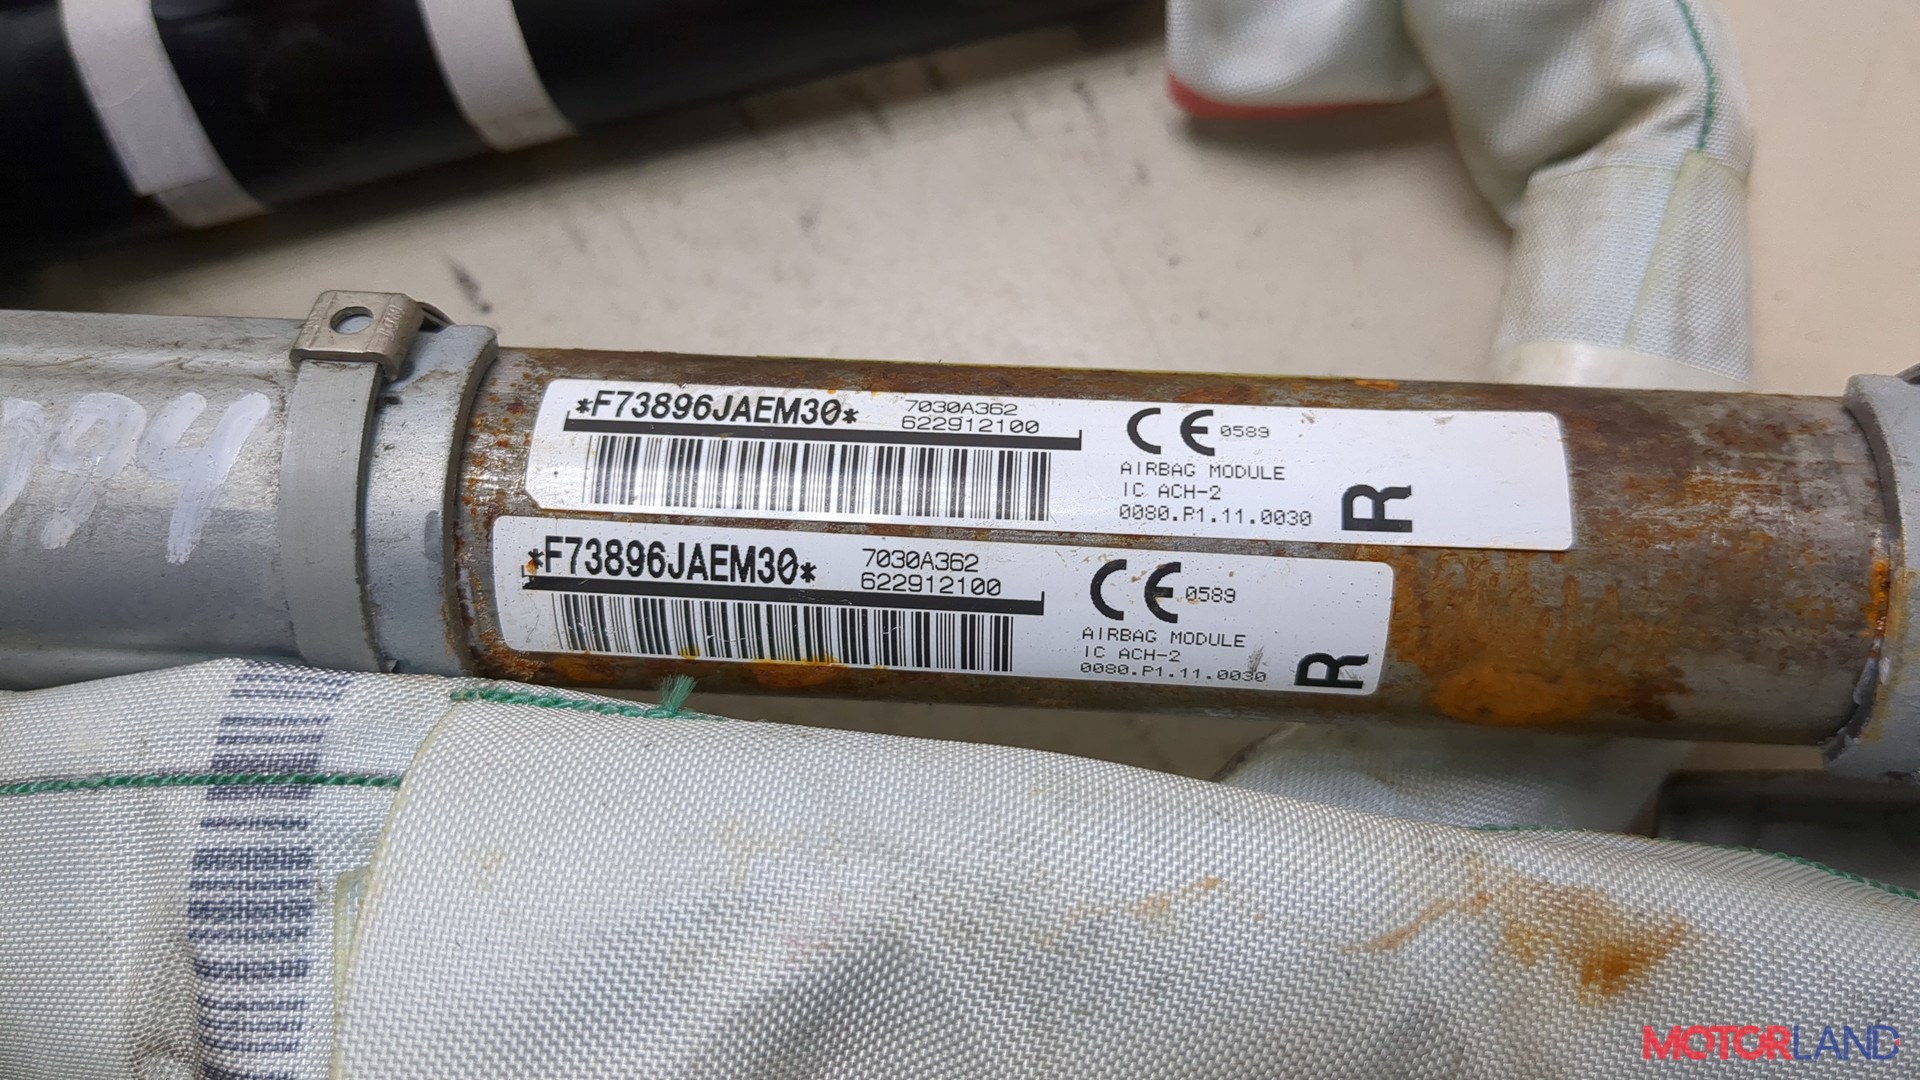 *F73896JAEM30*
7030A362
622912100
CE 0589
AIRBAG MODULE
IC ACH-2
0080.P1.11.0030
R
*F73896JAEM30*
7030A362
622912100
CE 0589
AIRBAG MODULE
IC ACH-2
0080.P1.11.0030
R
MOTORLAND